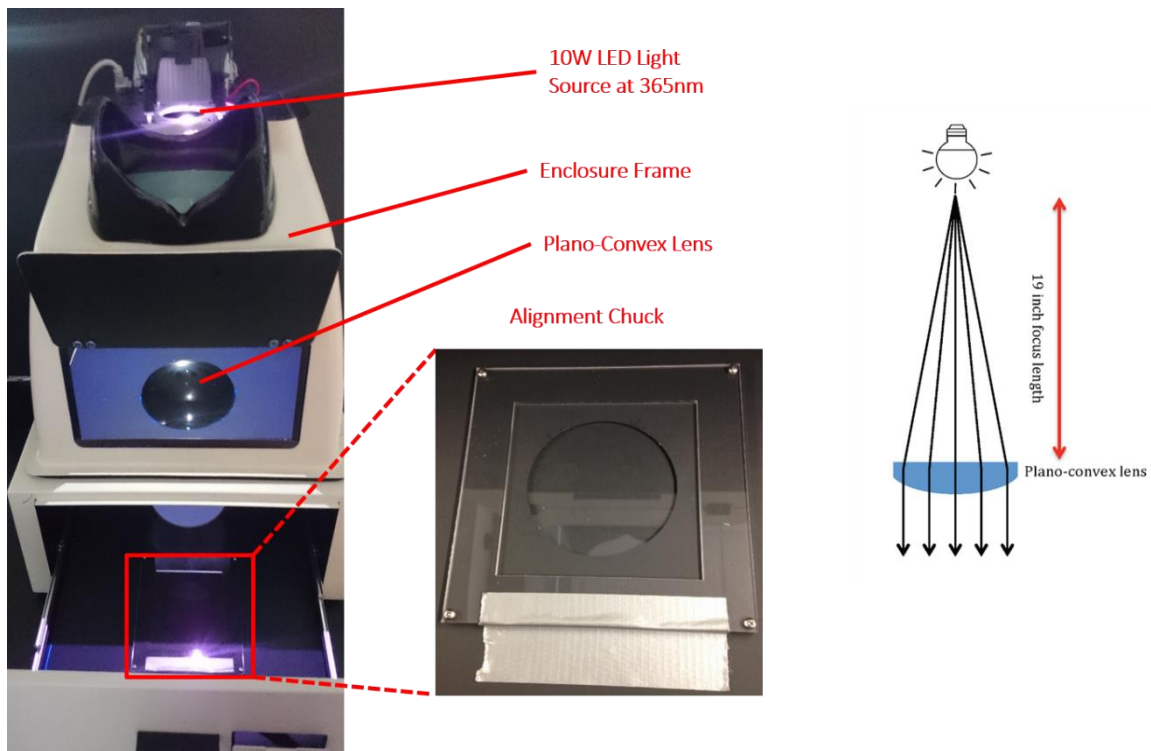 10W LED Light
Source at 365nm
Enclosure Frame
Plano-Convex Lens
Alignment Chuck
19 inch focus length
Plano-convex lens